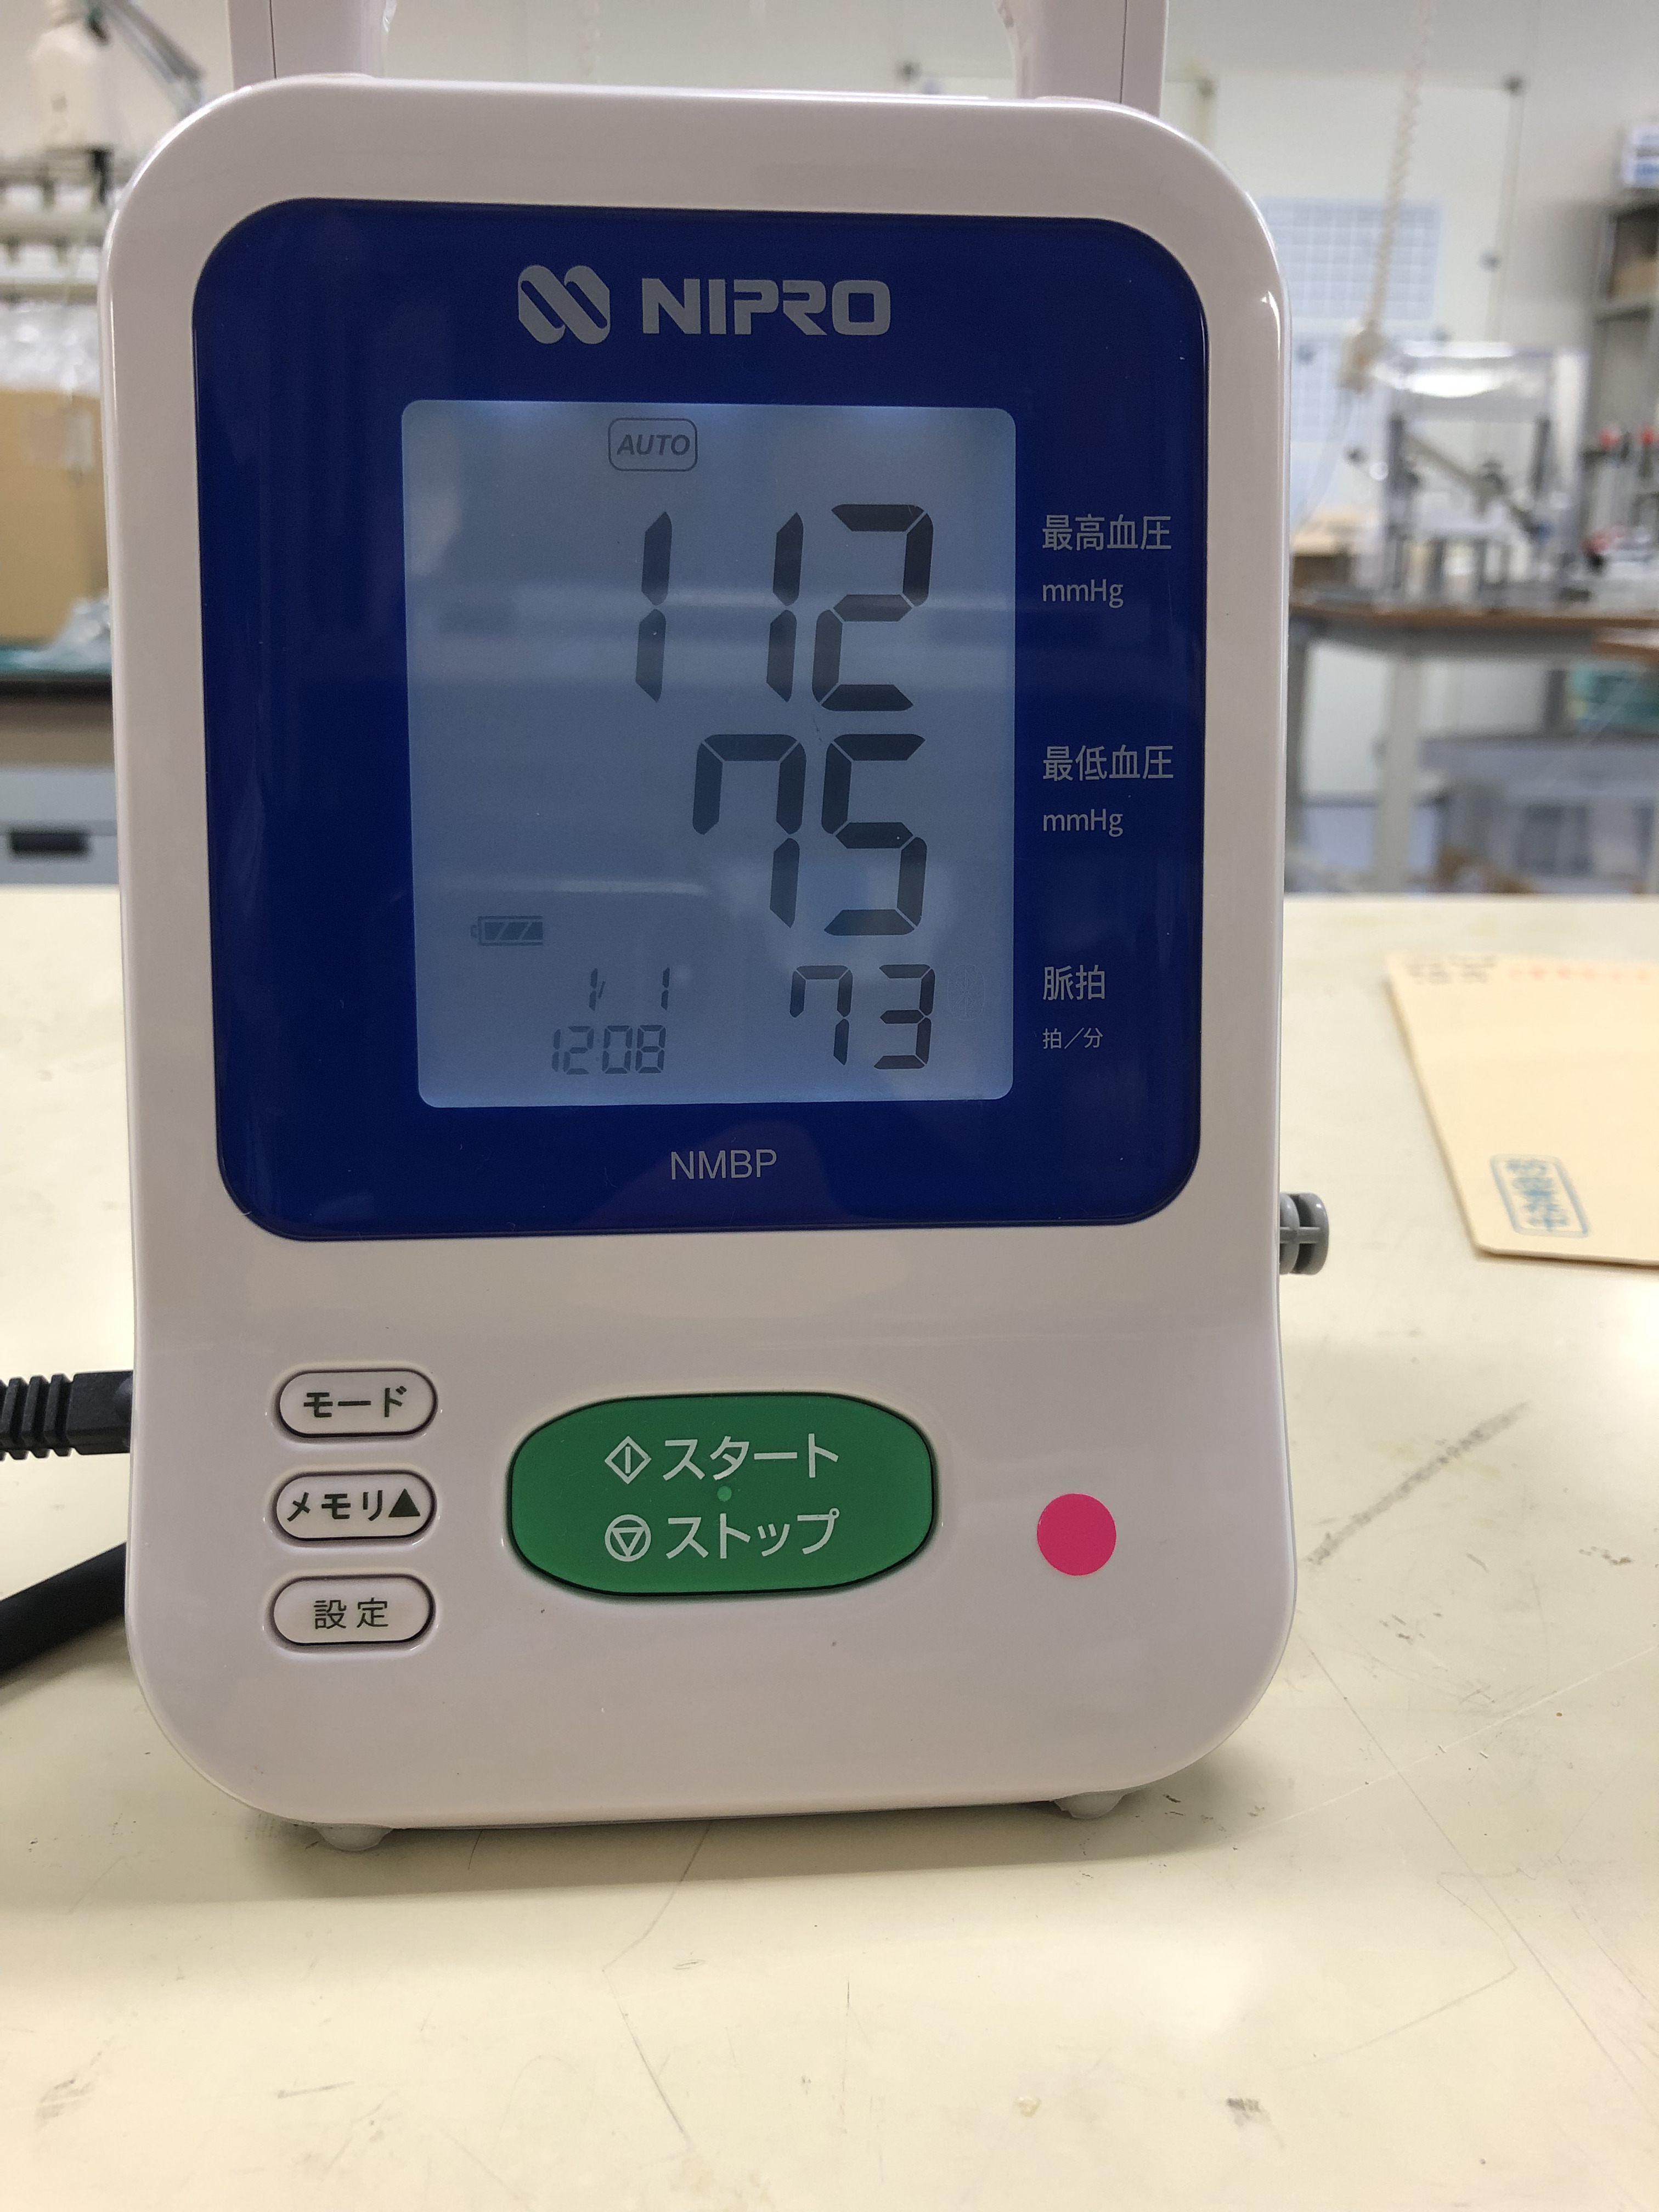 NIPRO
AUTO
112
最高血圧
mmHg
75
最低血圧
mmHg
1/ 1
12:08
73
脈拍
拍/分
NMBP
モード
メモリ▲
設定
スタート
ストップ